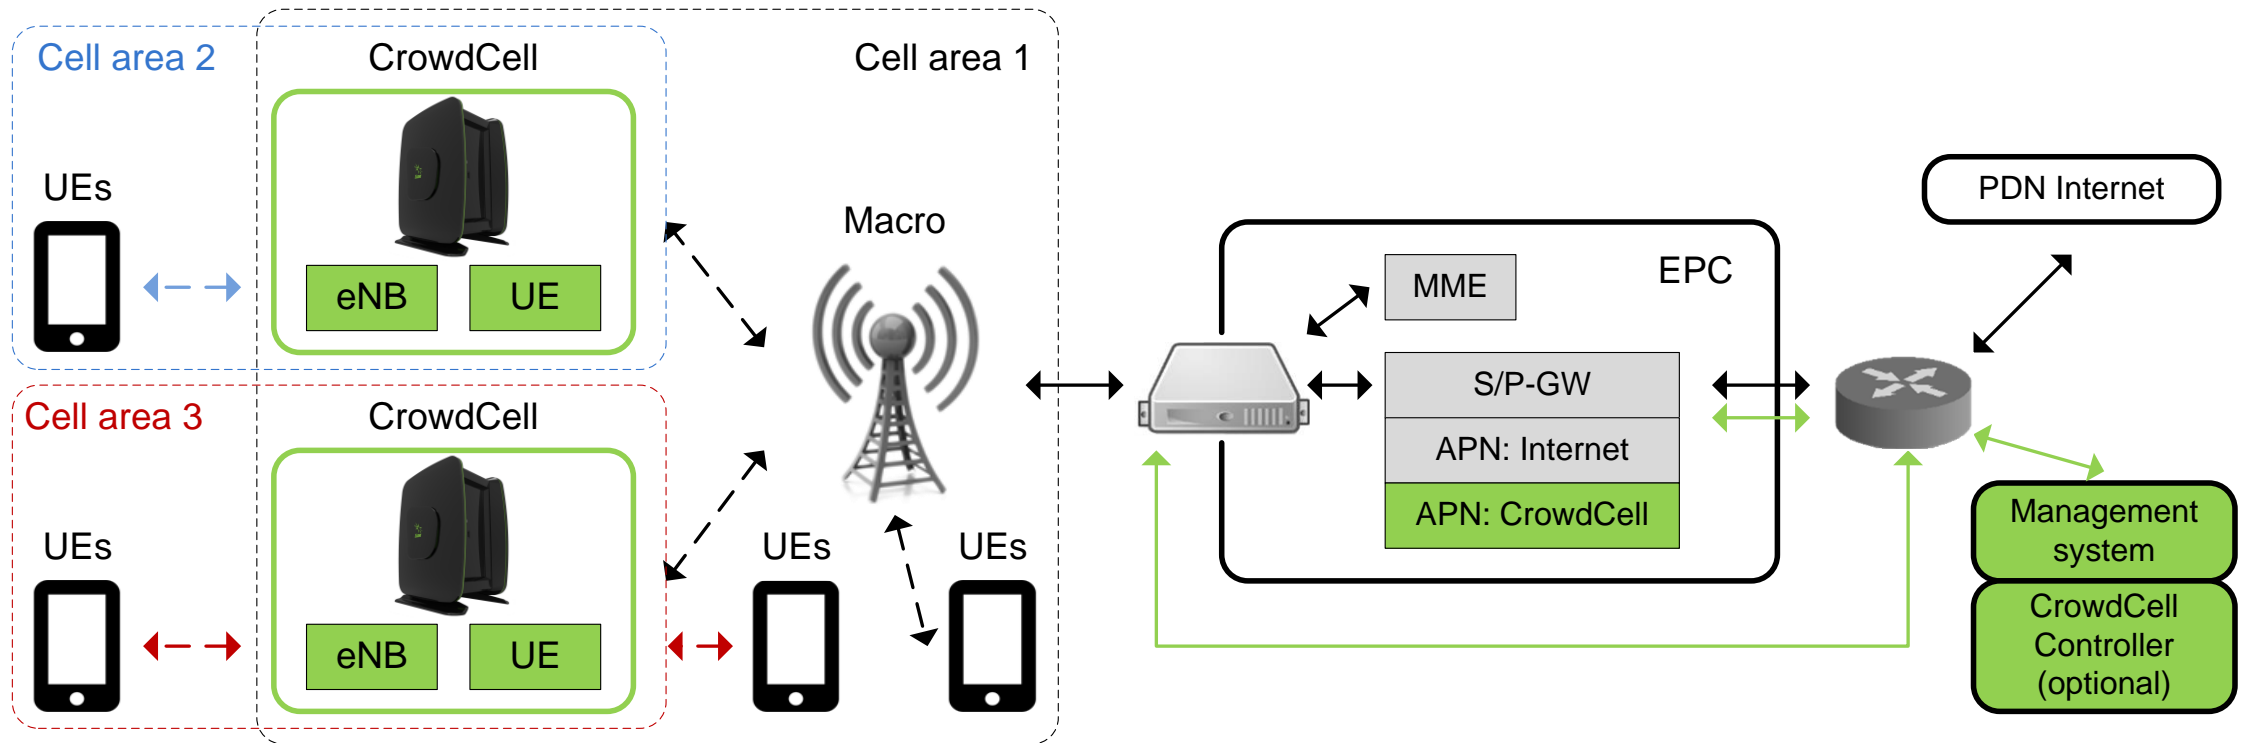 Cell area 2
CrowdCell
Cell area 1
UEs
eNB
UE
Macro
Cell area 3
CrowdCell
UEs
eNB
UE
UEs
UEs
EPC
MME
S/P-GW
APN: Internet
APN: CrowdCell
PDN Internet
Management
system
CrowdCell
Controller
(optional)